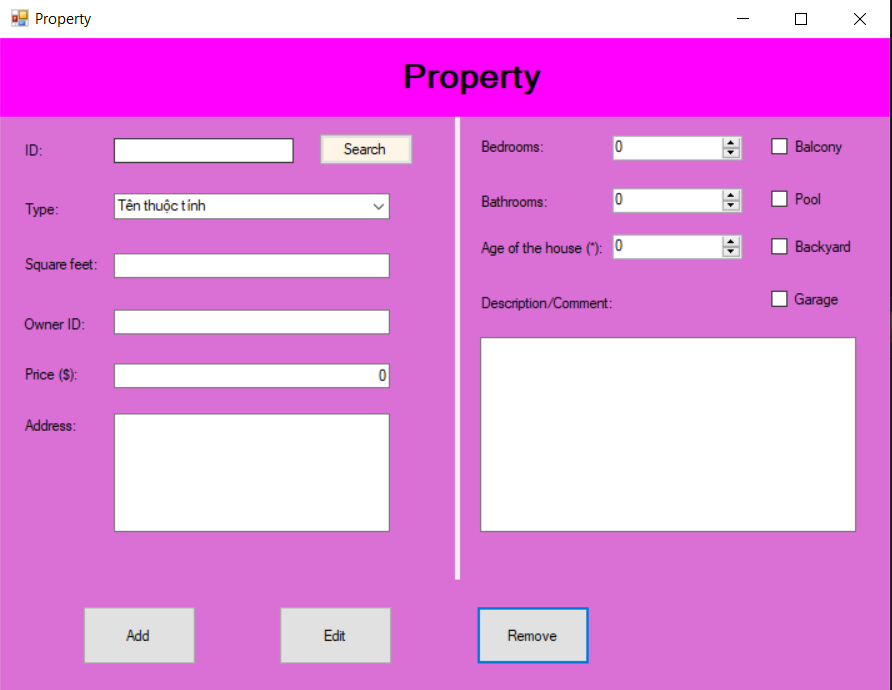 Property
Property
ID:
Search
Type:
Tên thuộc tính
Square feet:
Owner ID:
Price ($):
0
Address:
Bedrooms:
0
Balcony
Bathrooms:
0
Pool
Age of the house (*):
0
Backyard
Description/Comment:
Garage
Add
Edit
Remove